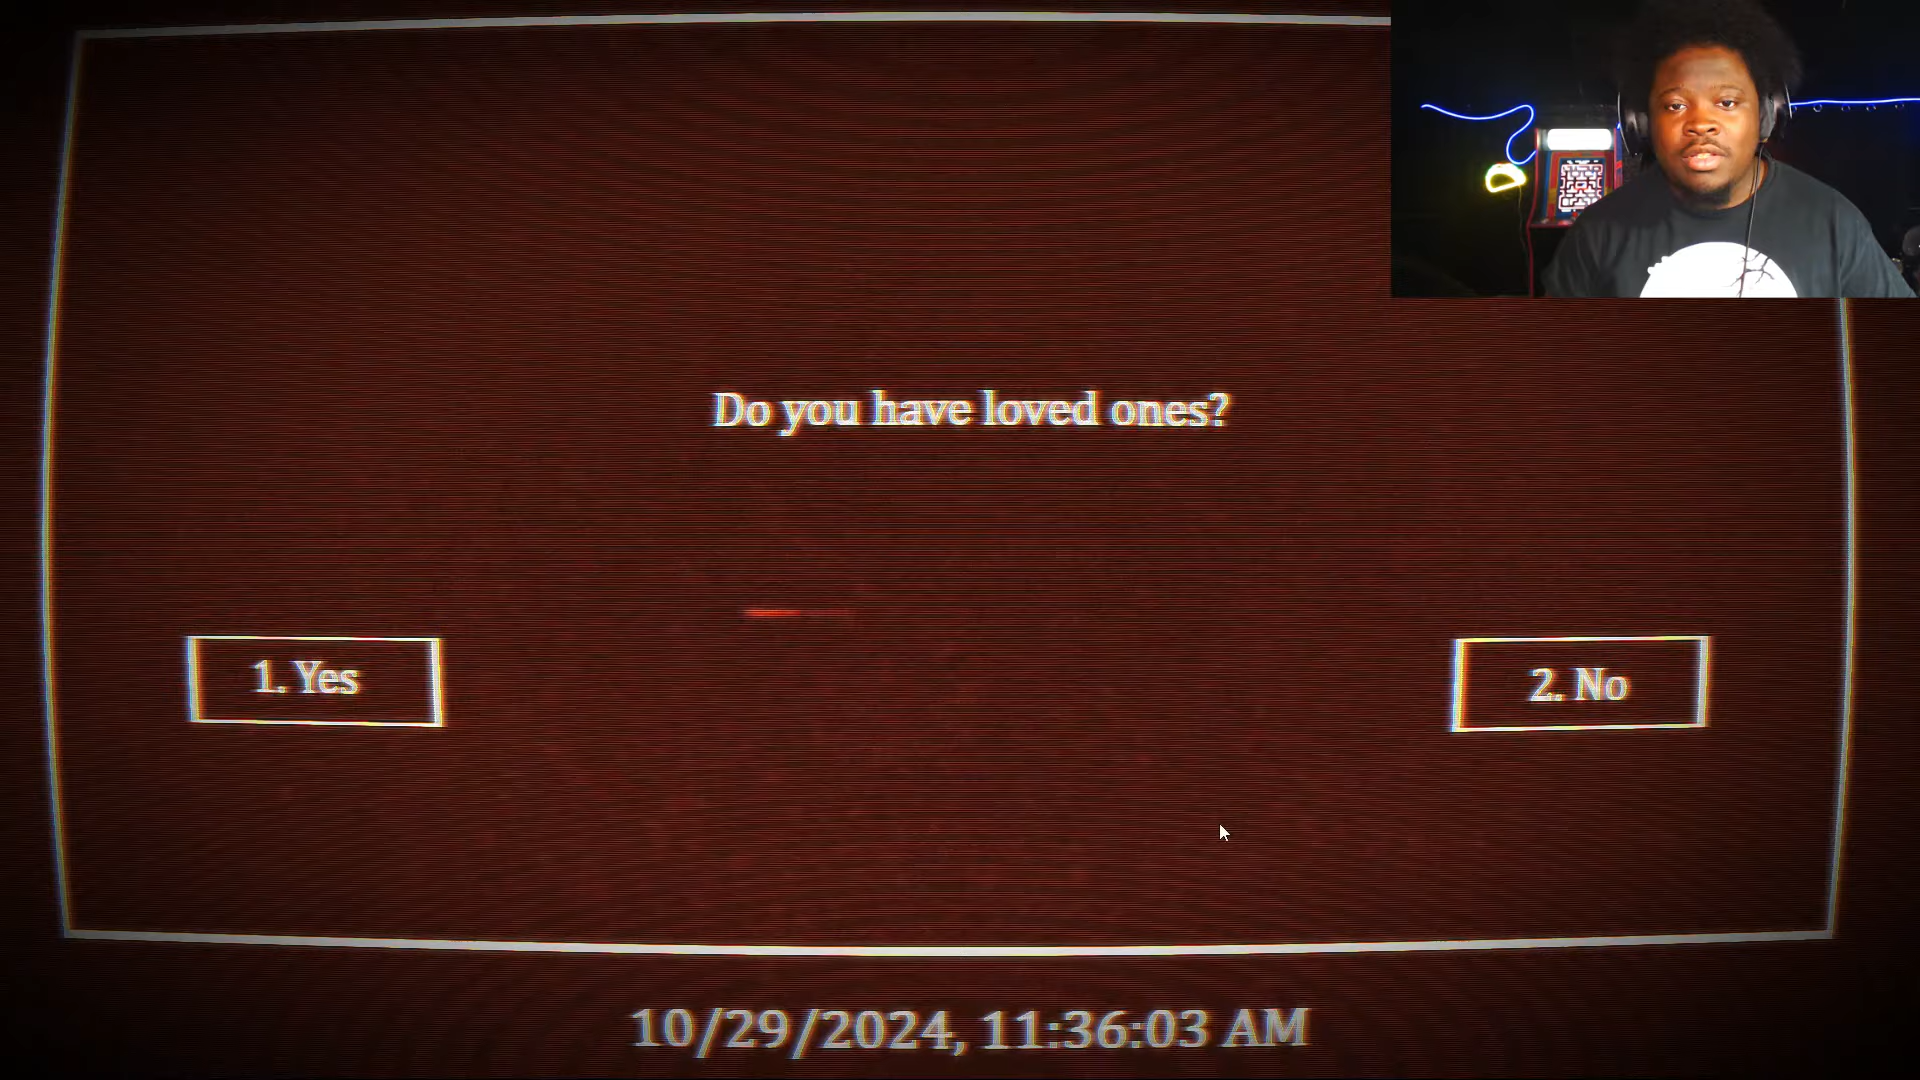 Do you have loved ones?
1. Yes
2. No
10/29/2024, 11:36:03 AM